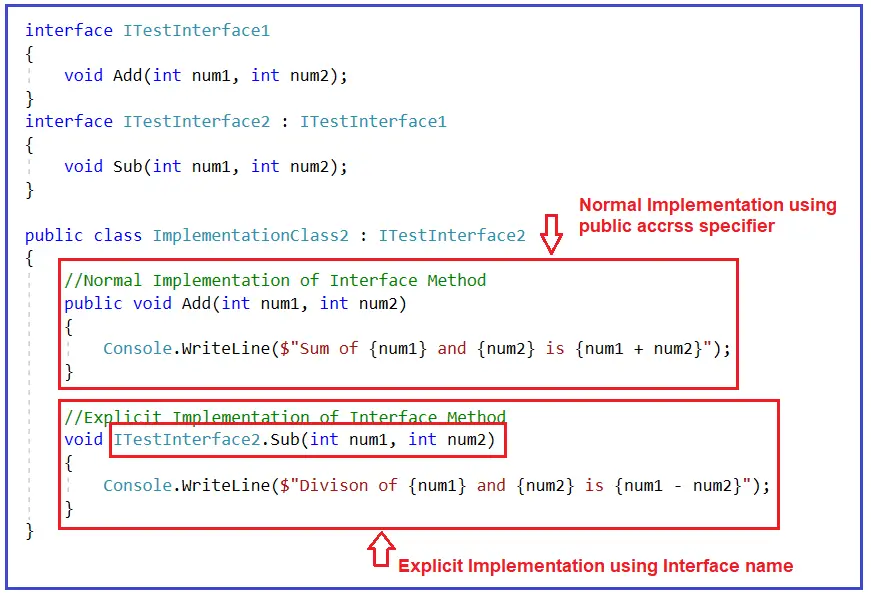 interface ITestInterface1
{
void Add(int num1, int num2);
}
interface ITestInterface2 : ITestInterface1
{
void Sub(int num1, int num2);
}
Normal Implementation using
public accrss specifier
public class ImplementationClass2 : ITestInterface2
{
//Normal Implementation of Interface Method
public void Add(int num1, int num2)
{
Console.WriteLine($"Sum of {num1} and {num2} is {num1 + num2}");
}
//Explicit Implementation of Interface Method
void ITestInterface2.Sub(int num1, int num2)
{
Console.WriteLine($"Divison of {num1} and {num2} is {num1 - num2}");
}
}
Explicit Implementation using Interface name